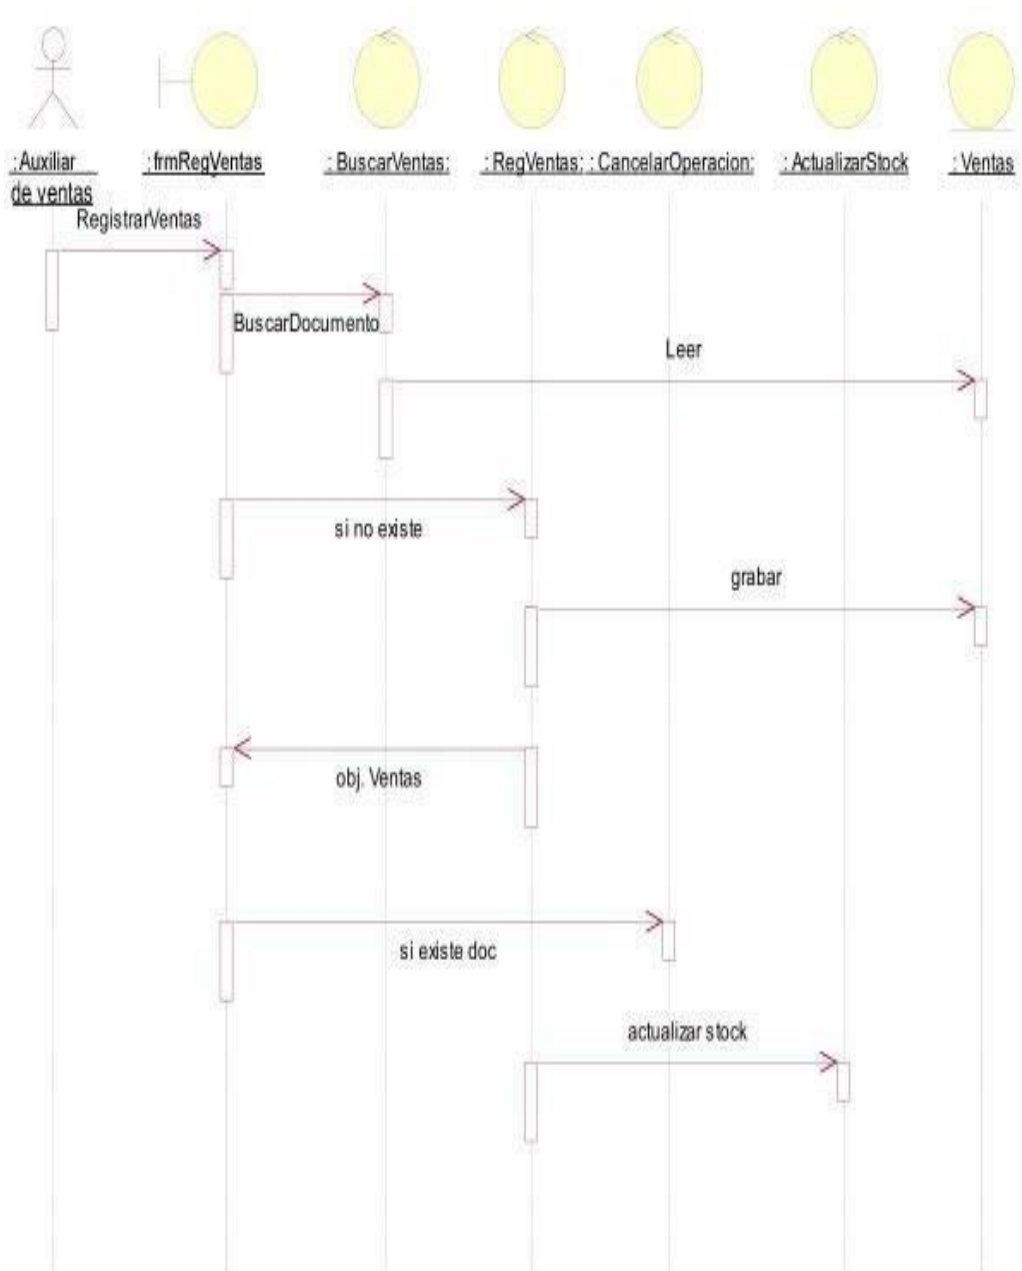 : Auxiliar
de ventas
: frmRegVentas
: BuscarVentas;
: RegVentas;
: CancelarOperacion;
: ActualizarStock
: Ventas
RegistrarVentas
BuscarDocumento
Leer
si no existe
grabar
obj. Ventas
si existe doc
actualizar stock